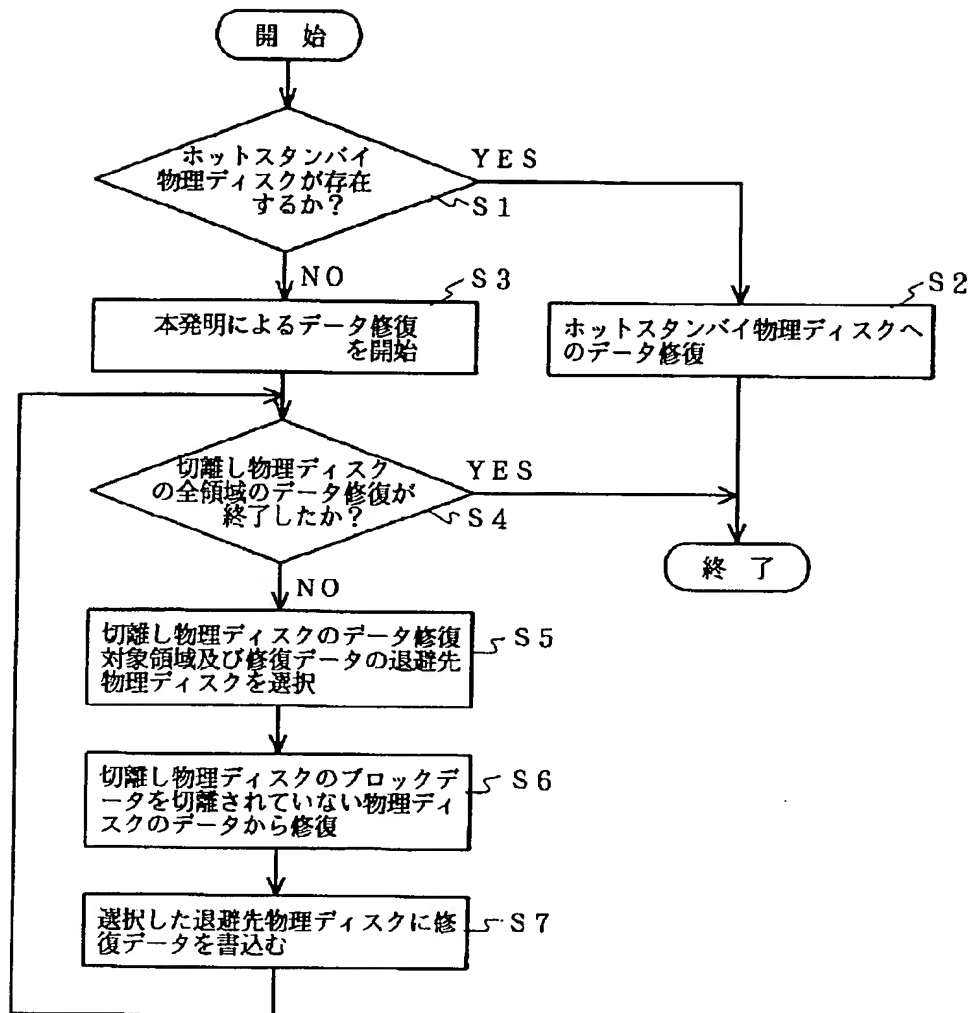 開 始
ホットスタンバイ
物理ディスクが存在
するか？
YES
S1
NO
S3
本発明によるデータ修復
を開始
S2
ホットスタンバイ物理ディスクへ
のデータ修復
切離し物理ディスク
の全領域のデータ修復が
終了したか？
YES
S4
終 了
NO
切離し物理ディスクのデータ修復
対象領域及び修復データの退避先
物理ディスクを選択
S5
切離し物理ディスクのブロックデ
ータを切離されていない物理ディ
スクのデータから修復
S6
選択した退避先物理ディスクに修
復データを書込む
S7